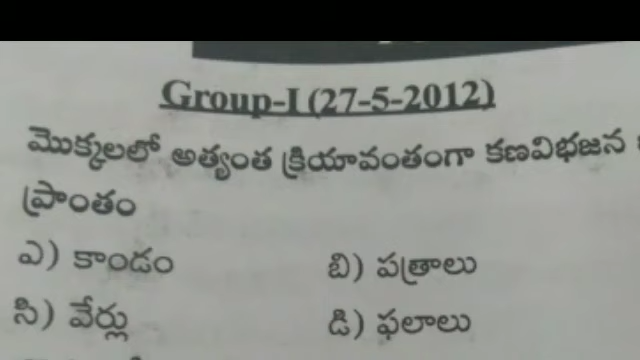 Group-I (27-5-2012)
మొక్కలలో అత్యంత క్రియావంతంగా కణవిభజన
ప్రాంతం
ఎ) కాండం బి) పత్రాలు
సి) వేర్లు డి) ఫలాలు